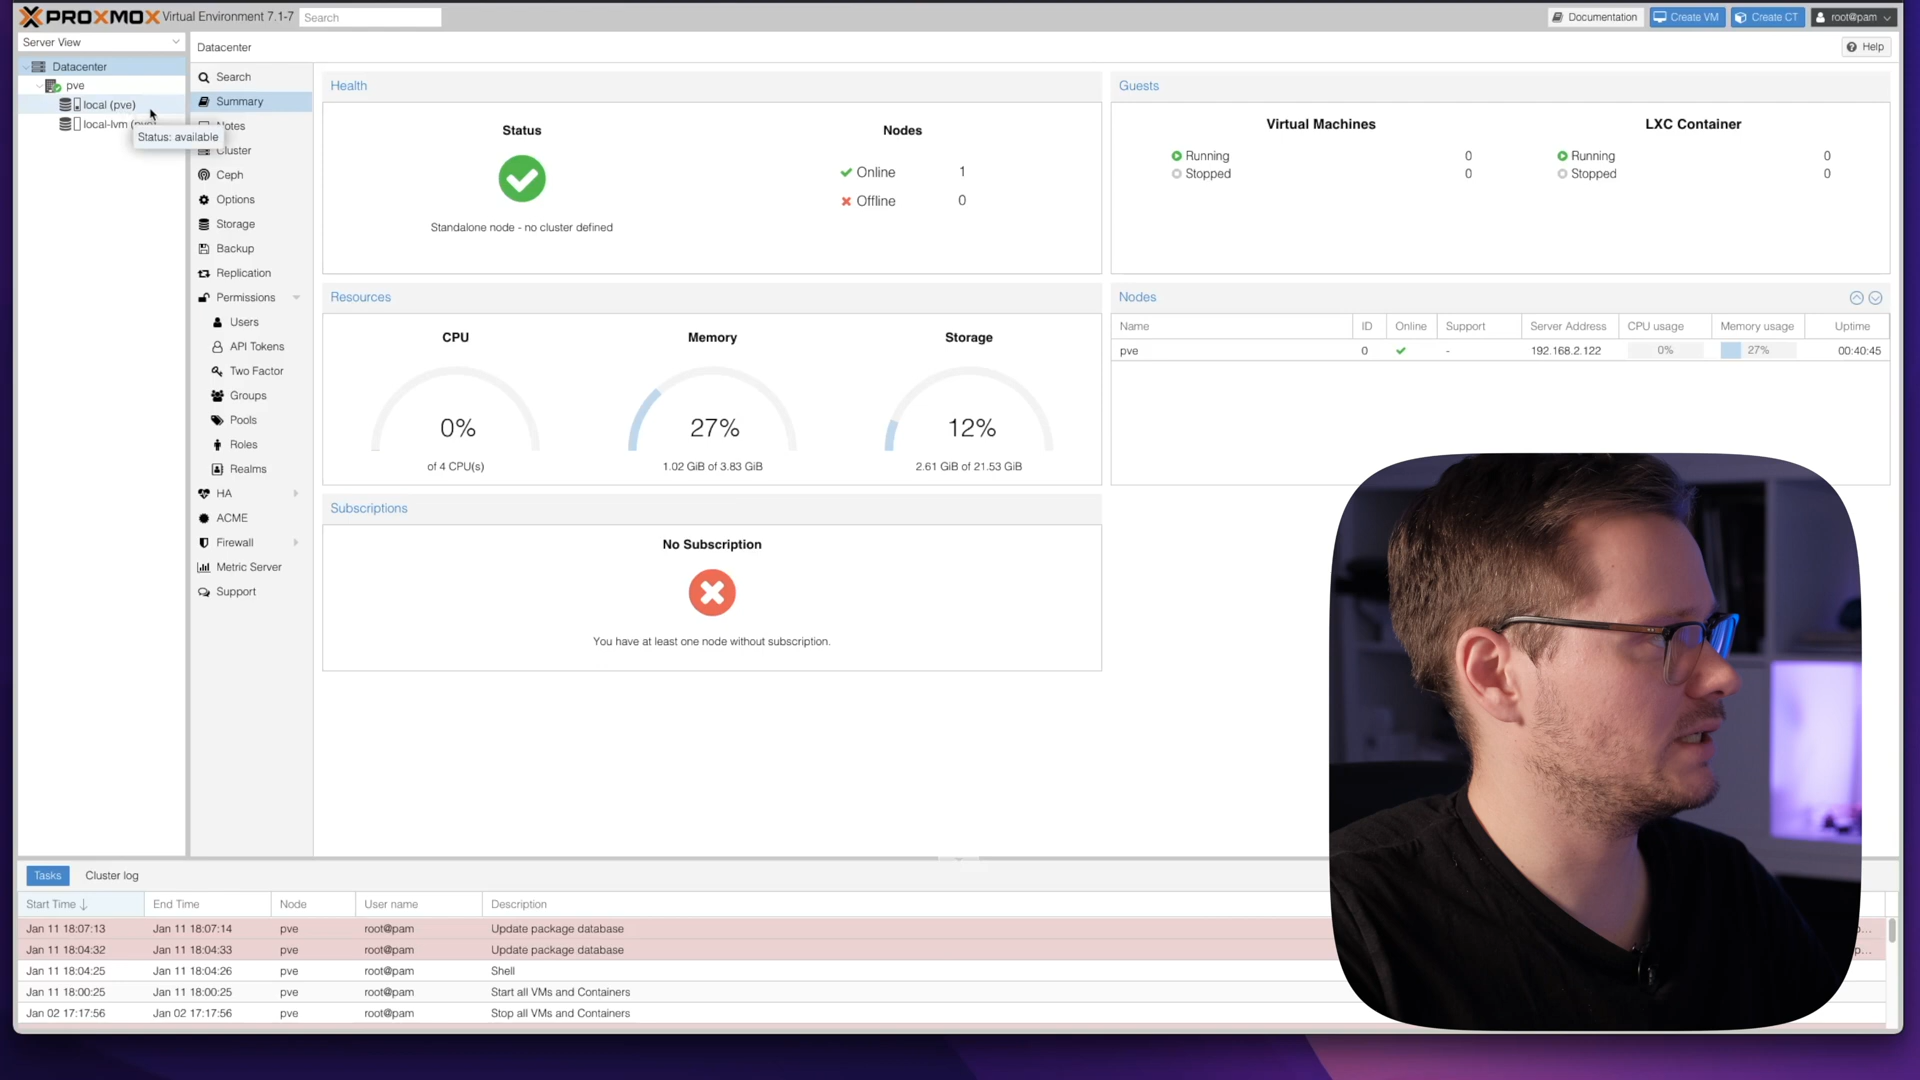 PROXMOX Virtual Environment 7.1-7
Search
Documentation
Create VM
Create CT
root@pam
Server View
Datacenter
pve
local (pve)
local-lvm
Status: available
Datacenter
Help
Search
Summary
Notes
Cluster
Ceph
Options
Storage
Backup
Replication
Permissions
Users
API Tokens
Two Factor
Groups
Pools
Roles
Realms
HA
ACME
Firewall
Metric Server
Support
Health
Status
Standalone node - no cluster defined
Nodes
Online 1
Offline 0
Guests
Virtual Machines
Running 0
Stopped 0
LXC Container
Running 0
Stopped 0
Resources
CPU
0%
of 4 CPU(s)
Memory
27%
1.02 GiB of 3.83 GiB
Storage
12%
2.61 GiB of 21.53 GiB
Nodes
Name ID Online Support Server Address CPU usage Memory usage Uptime
pve 0 - 192.168.2.122 0% 27% 00:40:45
Subscriptions
No Subscription
You have at least one node without subscription.
Tasks
Cluster log
Start Time End Time Node User name Description
Jan 11 18:07:13 Jan 11 18:07:14 pve root@pam Update package database
Jan 11 18:04:32 Jan 11 18:04:33 pve root@pam Update package database
Jan 11 18:04:25 Jan 11 18:04:26 pve root@pam Shell
Jan 11 18:00:25 Jan 11 18:00:25 pve root@pam Start all VMs and Containers
Jan 02 17:17:56 Jan 02 17:17:56 pve root@pam Stop all VMs and Containers